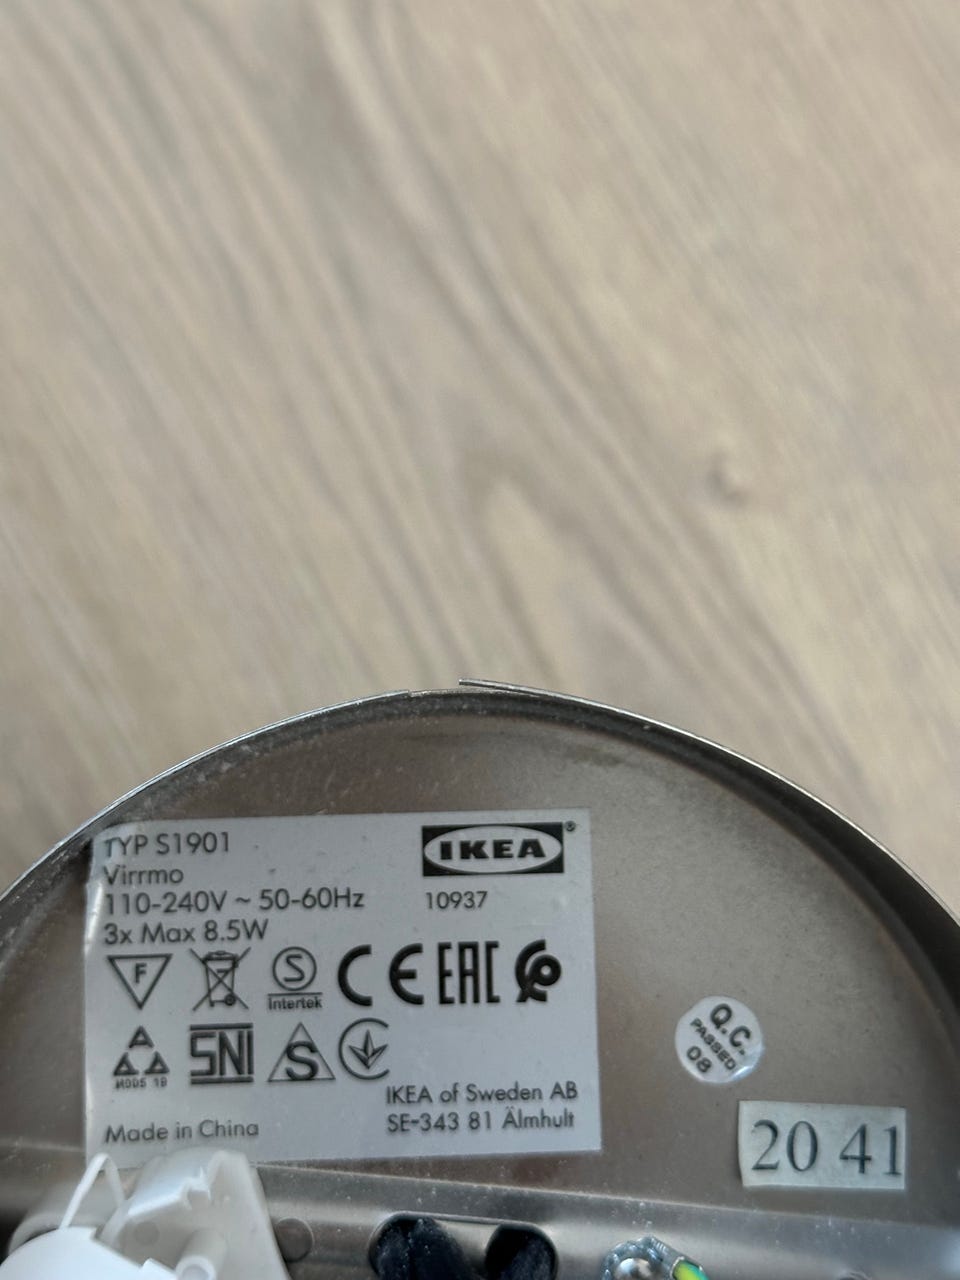 TYP S1901
IKEA®
Virrmo
110-240V ~ 50-60Hz
10937
3x Max 8.5W
F
S
Intertek
CE EAC
A
SNI
S
IKEA of Sweden AB
SE-343 81 Älmhult
Made in China
Q.C.
PASSED
08
20 41